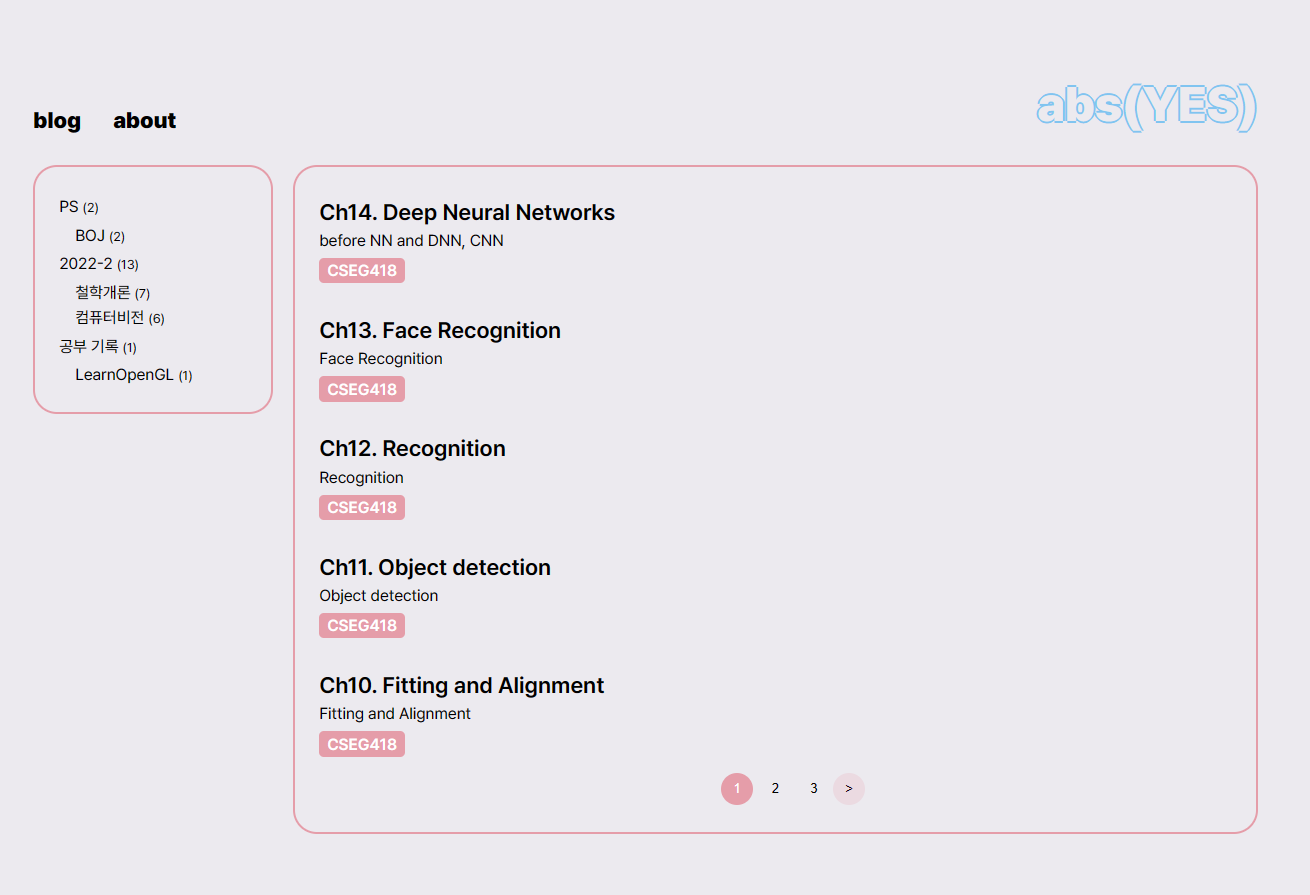 blog about
abs(YES)
PS (2)
BOJ (2)
2022-2 (13)
철학개론 (7)
컴퓨터비전 (6)
공부 기록 (1)
LearnOpenGL (1)
Ch14. Deep Neural Networks
before NN and DNN, CNN
CSEG418
Ch13. Face Recognition
Face Recognition
CSEG418
Ch12. Recognition
Recognition
CSEG418
Ch11. Object detection
Object detection
CSEG418
Ch10. Fitting and Alignment
Fitting and Alignment
CSEG418
1 2 3 >